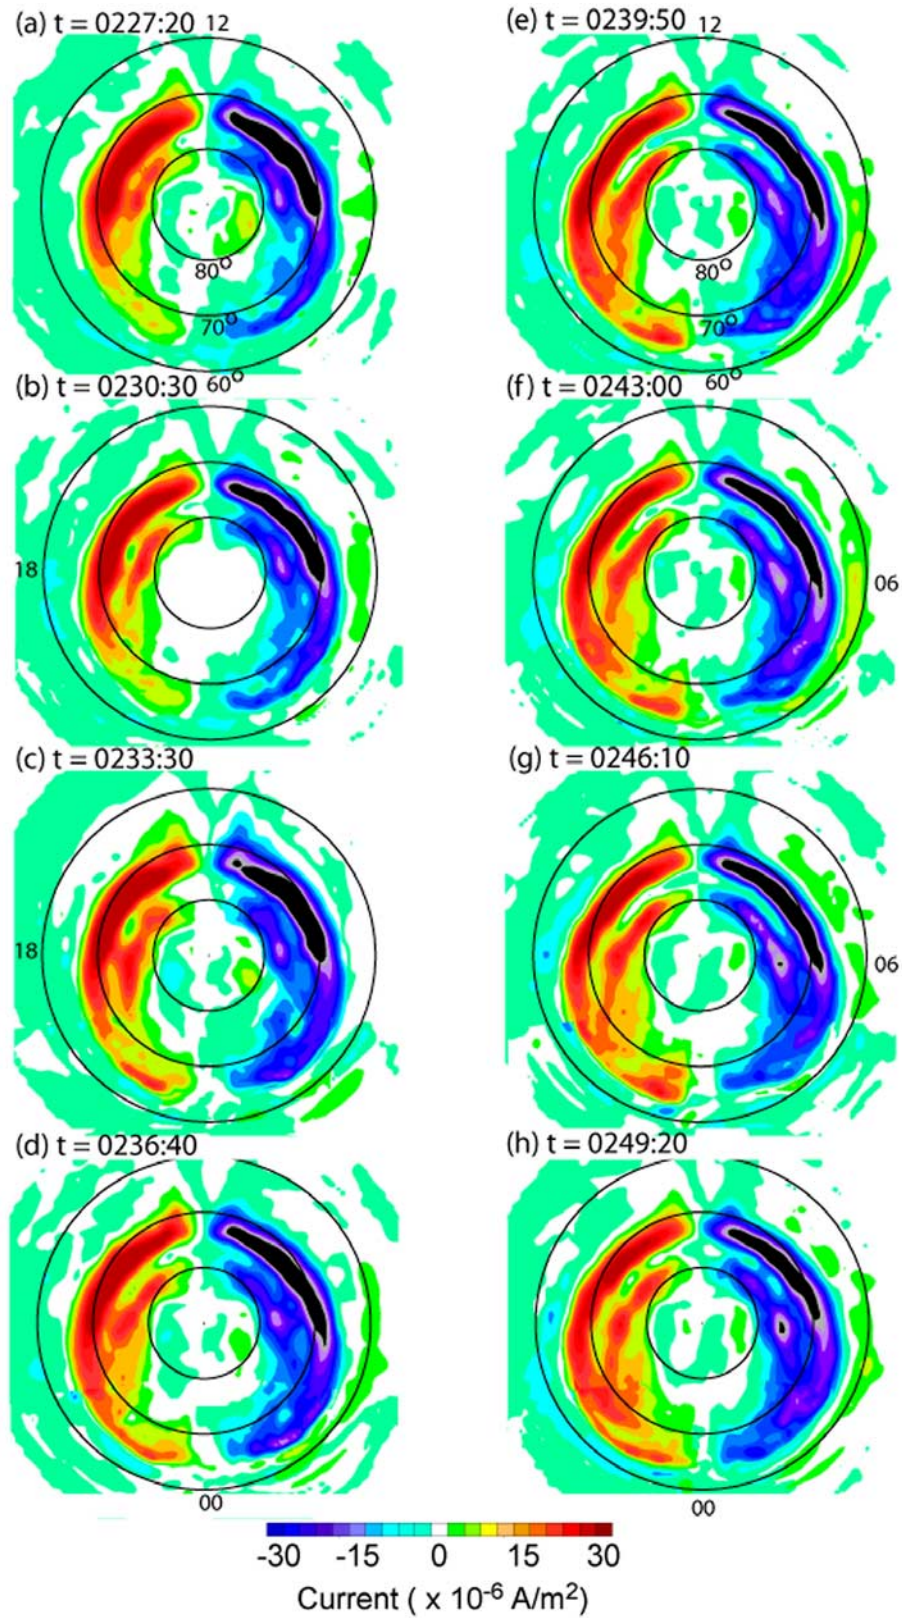 (a) t = 0227:20 12
(e) t = 0239:50 12
80°
70°
60°
80°
70°
60°
(b) t = 0230:30
(f) t = 0243:00
18
06
(c) t = 0233:30
(g) t = 0246:10
18
06
(d) t = 0236:40
(h) t = 0249:20
00
00
-30 -15 0 15 30
Current ( x 10⁻⁶ A/m²)